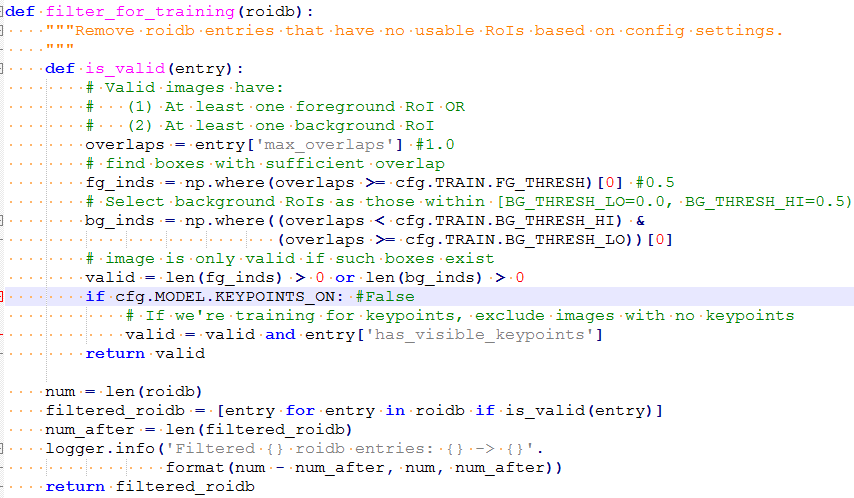 def filter_for_training(roidb):
    """Remove roidb entries that have no usable RoIs based on config settings.
    """
    def is_valid(entry):
        # Valid images have:
        #   (1) At least one foreground RoI OR
        #   (2) At least one background RoI
        overlaps = entry['max_overlaps'] #1.0
        # find boxes with sufficient overlap
        fg_inds = np.where(overlaps >= cfg.TRAIN.FG_THRESH)[0] #0.5
        # Select background RoIs as those within [BG_THRESH_LO=0.0, BG_THRESH_HI=0.5)
        bg_inds = np.where((overlaps < cfg.TRAIN.BG_THRESH_HI) &
                           (overlaps >= cfg.TRAIN.BG_THRESH_LO))[0]
        # image is only valid if such boxes exist
        valid = len(fg_inds) > 0 or len(bg_inds) > 0
        if cfg.MODEL.KEYPOINTS_ON: #False
            # If we're training for keypoints, exclude images with no keypoints
            valid = valid and entry['has_visible_keypoints']
        return valid

    num = len(roidb)
    filtered_roidb = [entry for entry in roidb if is_valid(entry)]
    num_after = len(filtered_roidb)
    logger.info('Filtered {} roidb entries: {} -> {}'.
                format(num - num_after, num, num_after))
    return filtered_roidb